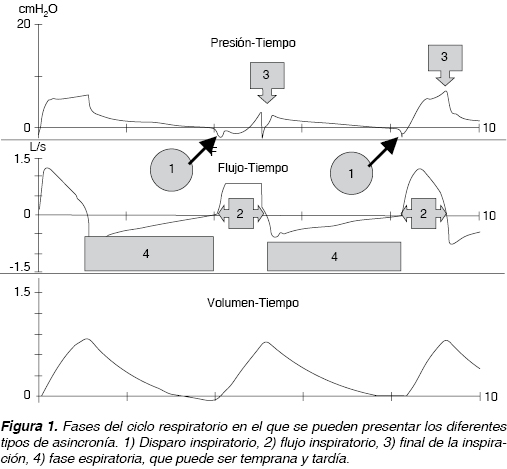 cmH2O
20
Presión-Tiempo
3
3
0
10
L/s
1.5
F
1
Flujo-Tiempo
1
0
2
2
10
4
4
-1.5
Volumen-Tiempo
1.5
0
10
Figura 1. Fases del ciclo respiratorio en el que se pueden presentar los diferentes
tipos de asincronía. 1) Disparo inspiratorio, 2) flujo inspiratorio, 3) final de la inspira-
ción, 4) fase espiratoria, que puede ser temprana y tardía.